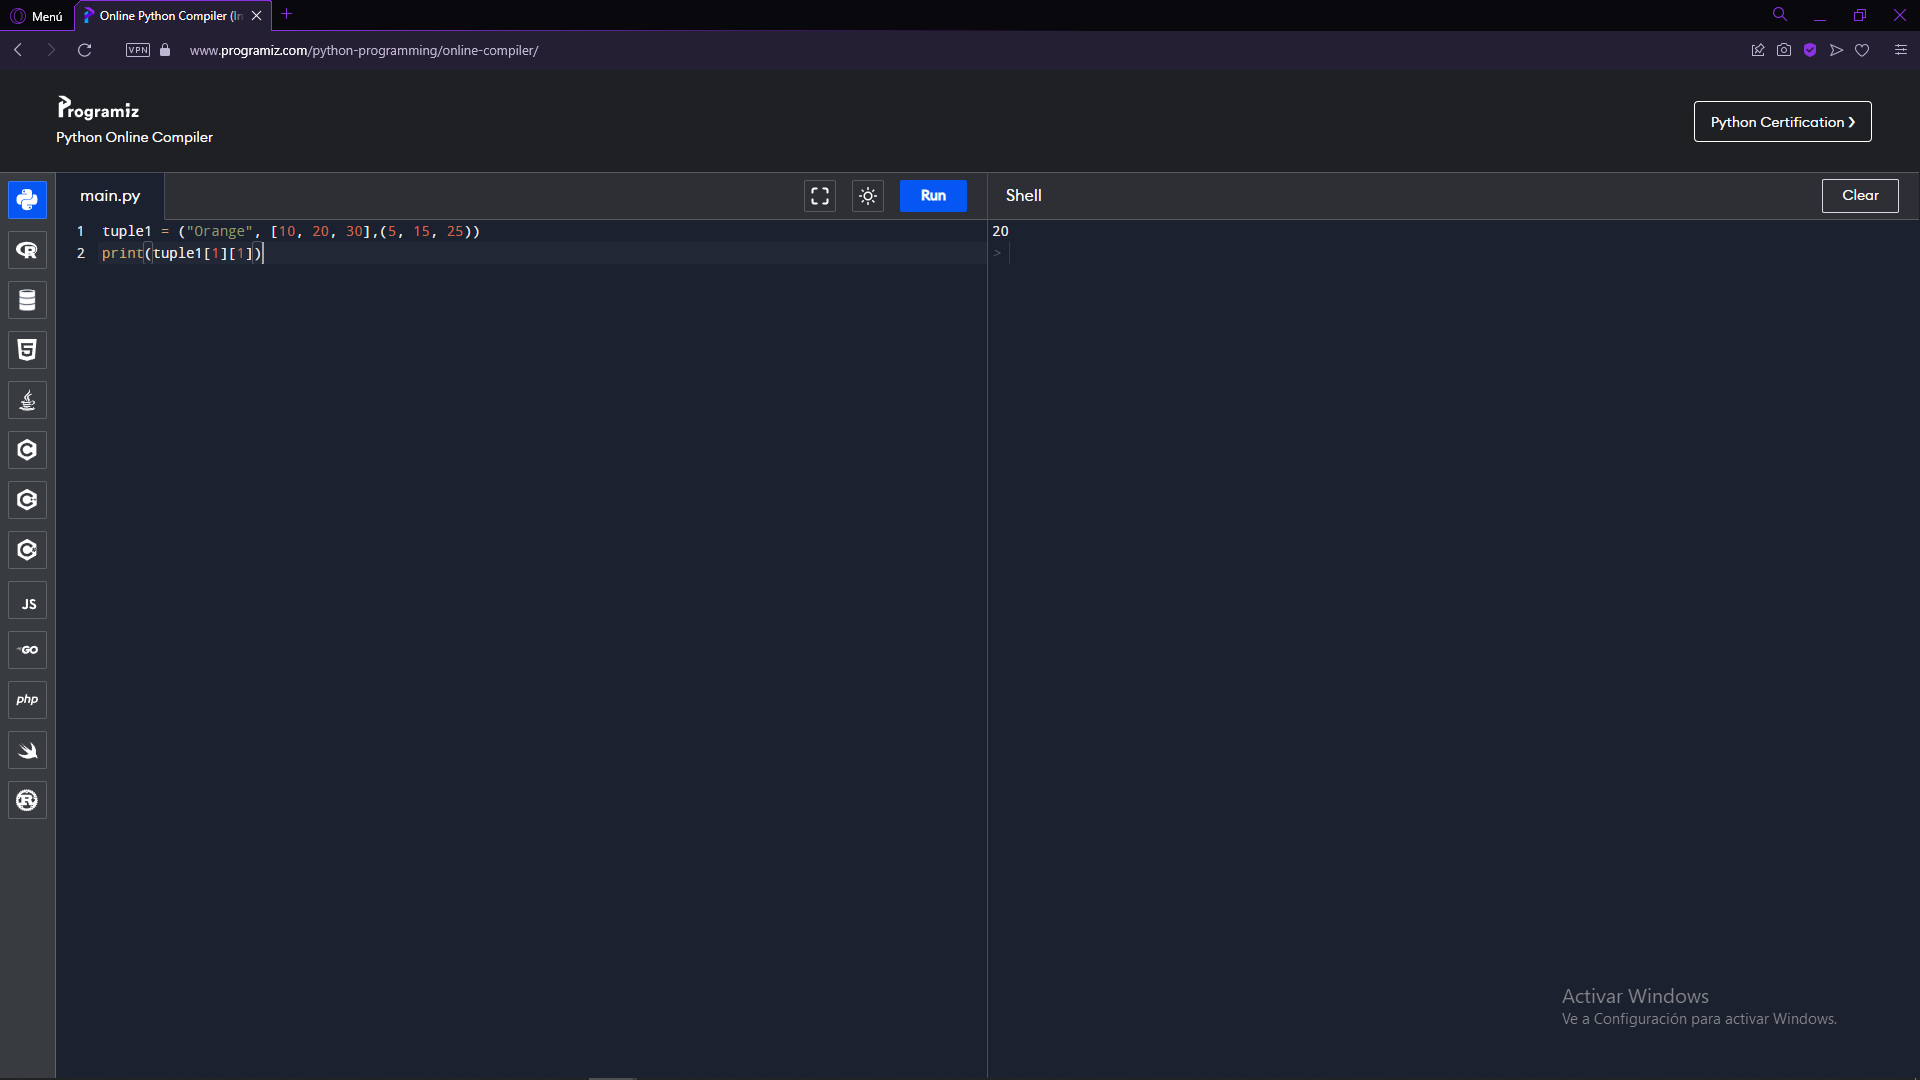 Menú
Online Python Compiler (In
VPN
www.programiz.com/python-programming/online-compiler/
Programiz
Python Online Compiler
Python Certification ❯
main.py
Run
Shell
Clear
1 tuple1 = ("Orange", [10, 20, 30],(5, 15, 25))
2 print(tuple1[1][1])
20
>
JS
GO
php
Activar Windows
Ve a Configuración para activar Windows.